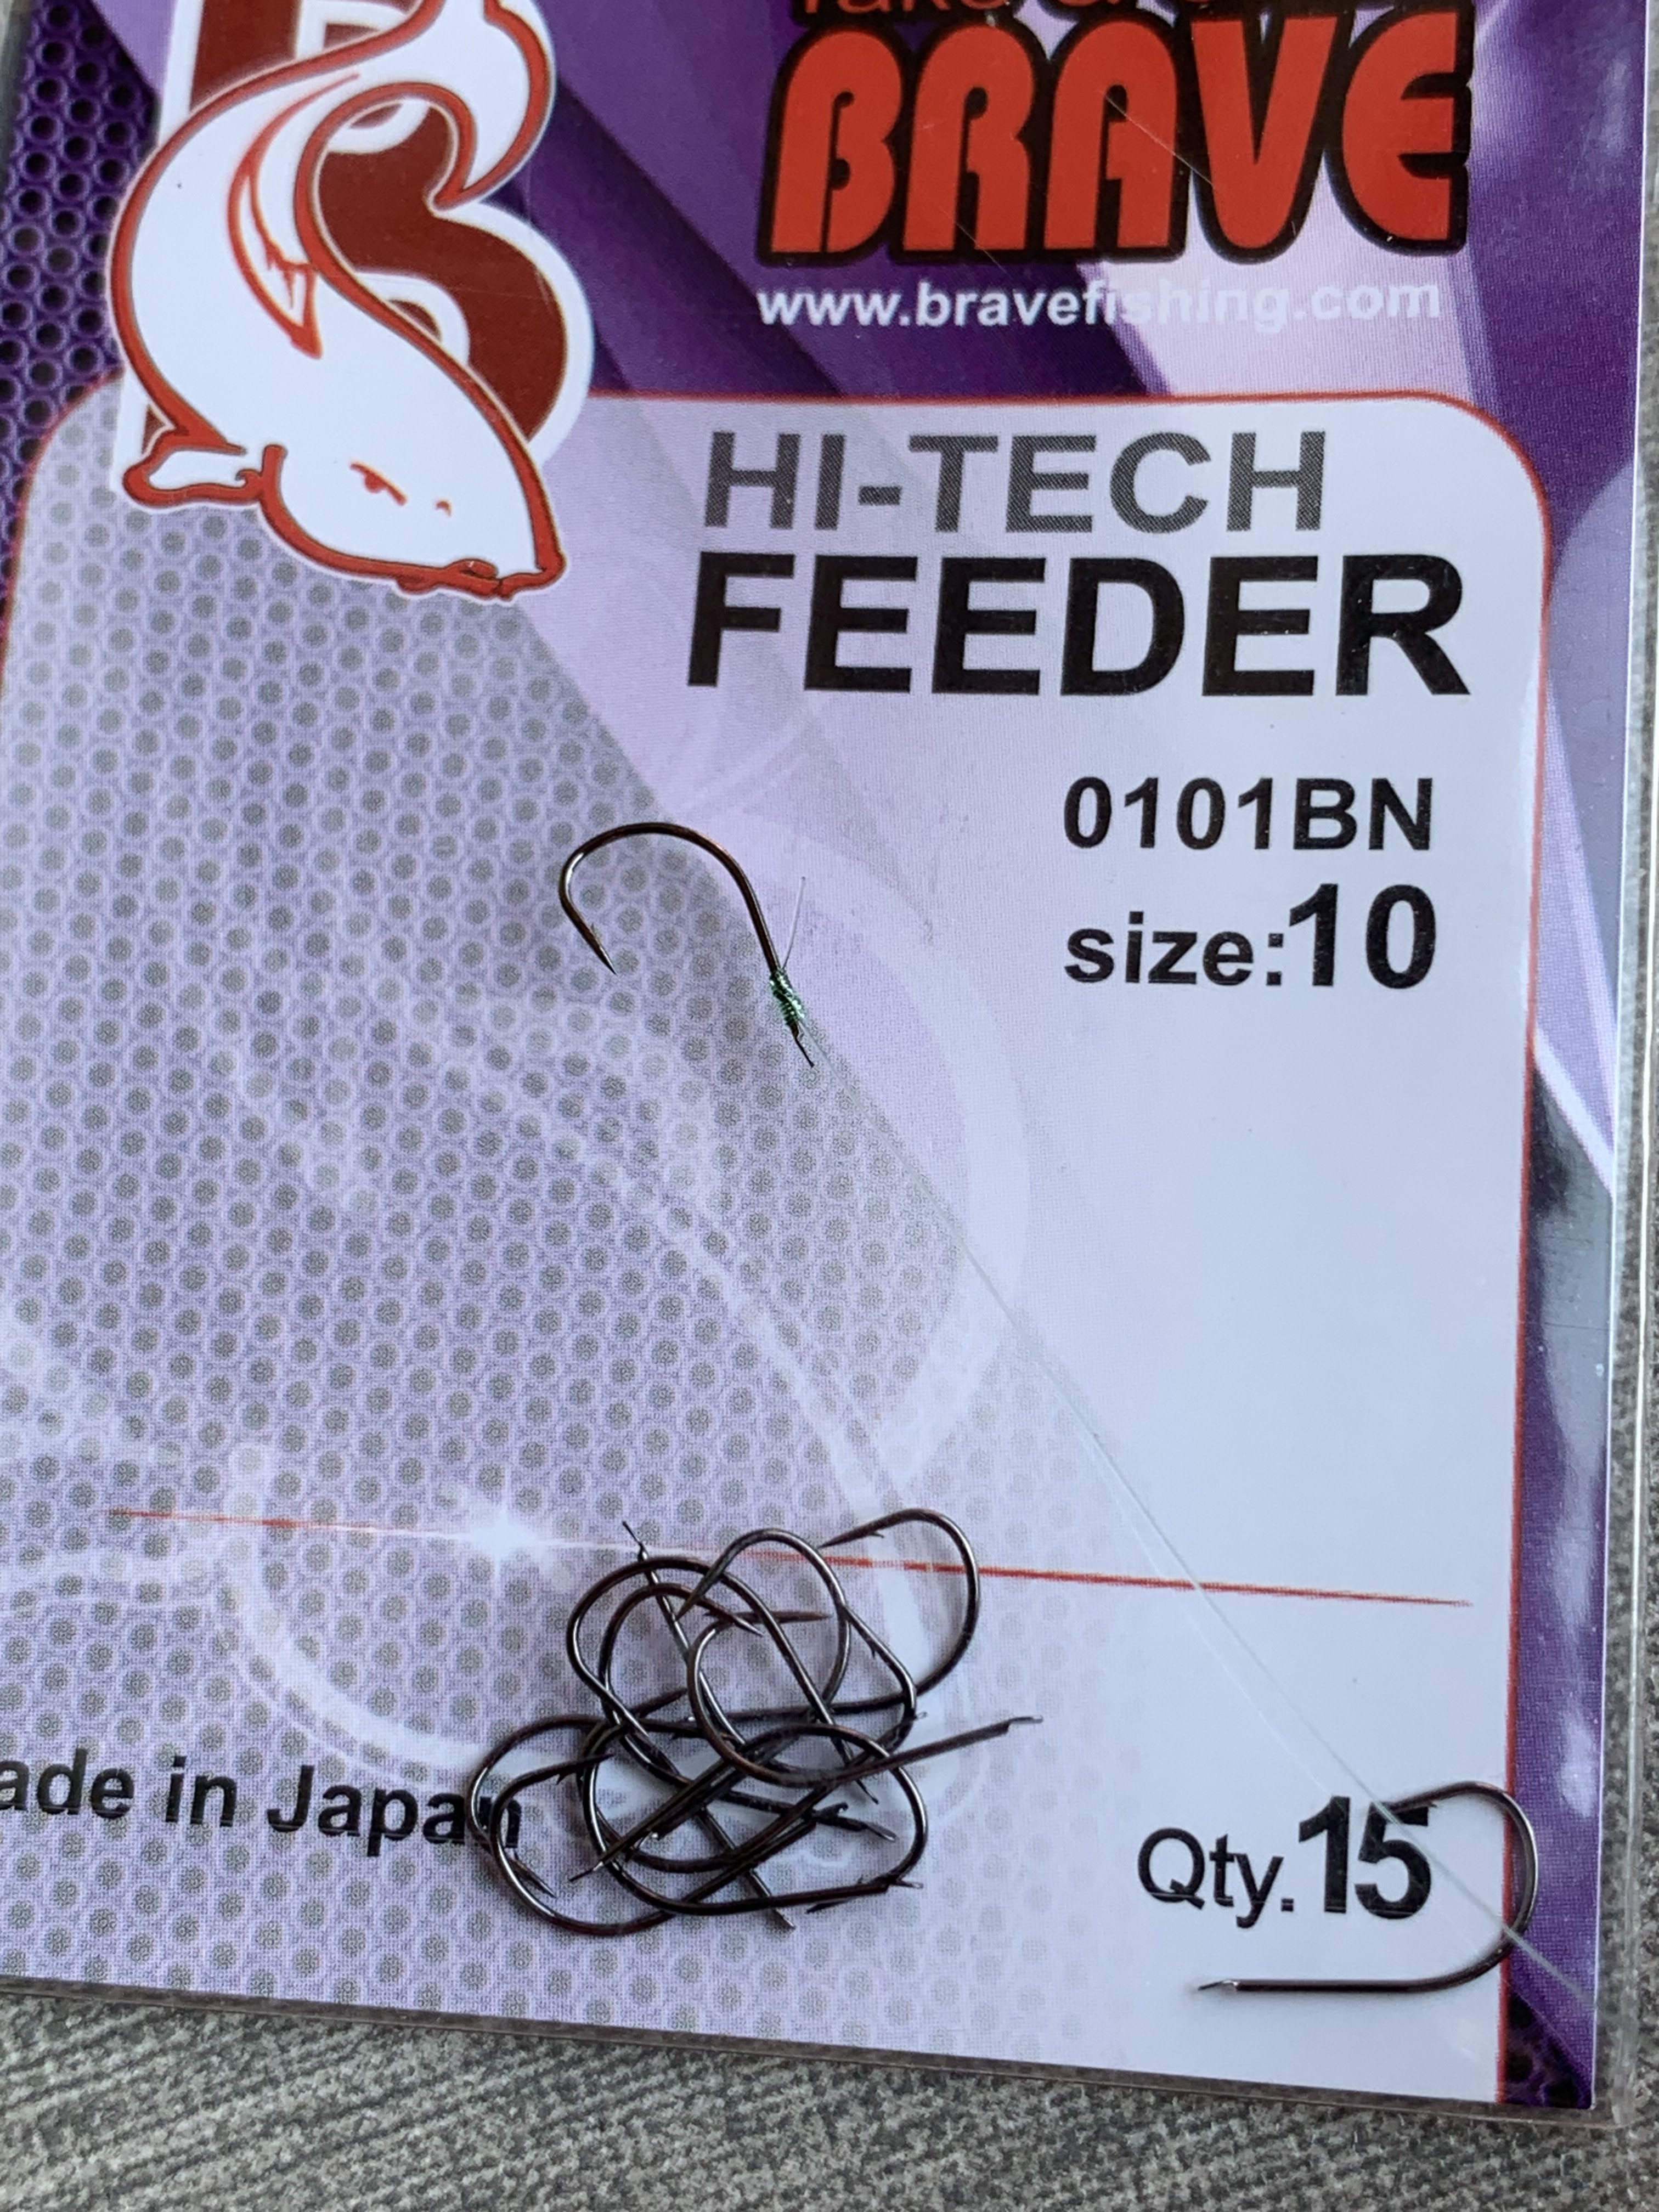 BRAVE
www.bravefishing.com
HI-TECH
FEEDER
0101BN
size:10
ade in Japan
Qty.15